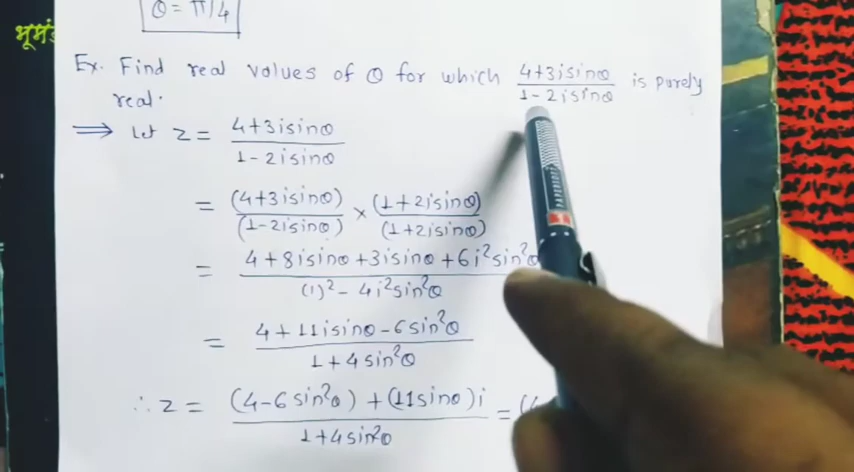 θ = π/4
भूमं
Ex. Find real values of θ for which (4+3isinθ)/(1-2isinθ) is purely
real.
⇒ Let z = (4+3isinθ)/(1-2isinθ)
= (4+3isinθ)/(1-2isinθ) × (1+2isinθ)/(1+2isinθ)
= (4+8isinθ+3isinθ+6i²sin²θ)/((1)²-4i²sin²θ)
= (4+11isinθ-6sin²θ)/(1+4sin²θ)
∴ z = ((4-6sin²θ)+(11sinθ)i)/(1+4sin²θ) =